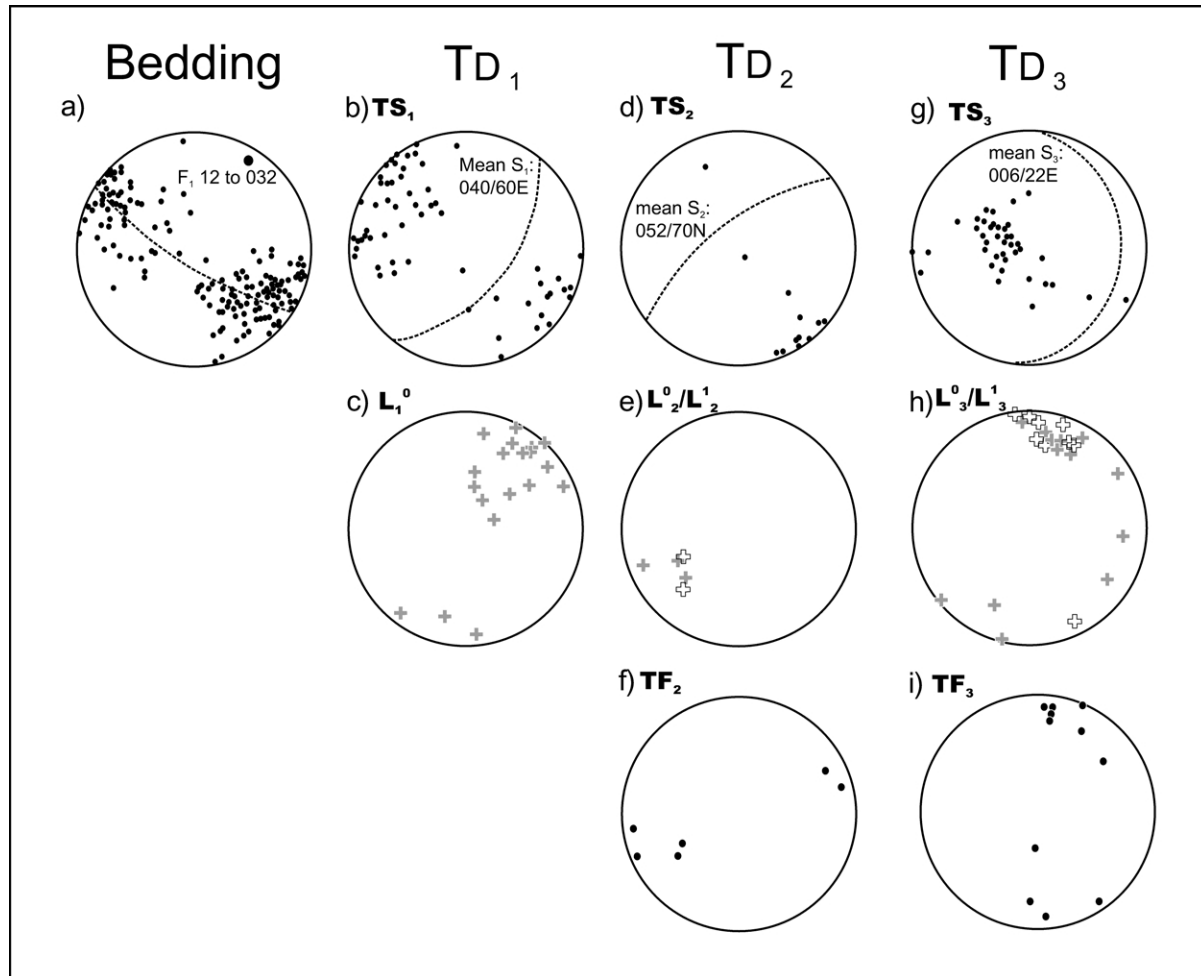 Bedding
TD₁
TD₂
TD₃
a)
b) TS₁
d) TS₂
g) TS₃
F₁ 12 to 032
Mean S₁:
040/60E
mean S₂:
052/70N
mean S₃:
006/22E
c) L₁⁰
e) L⁰₂/L¹₂
h) L⁰₃/L¹₃
f) TF₂
i) TF₃